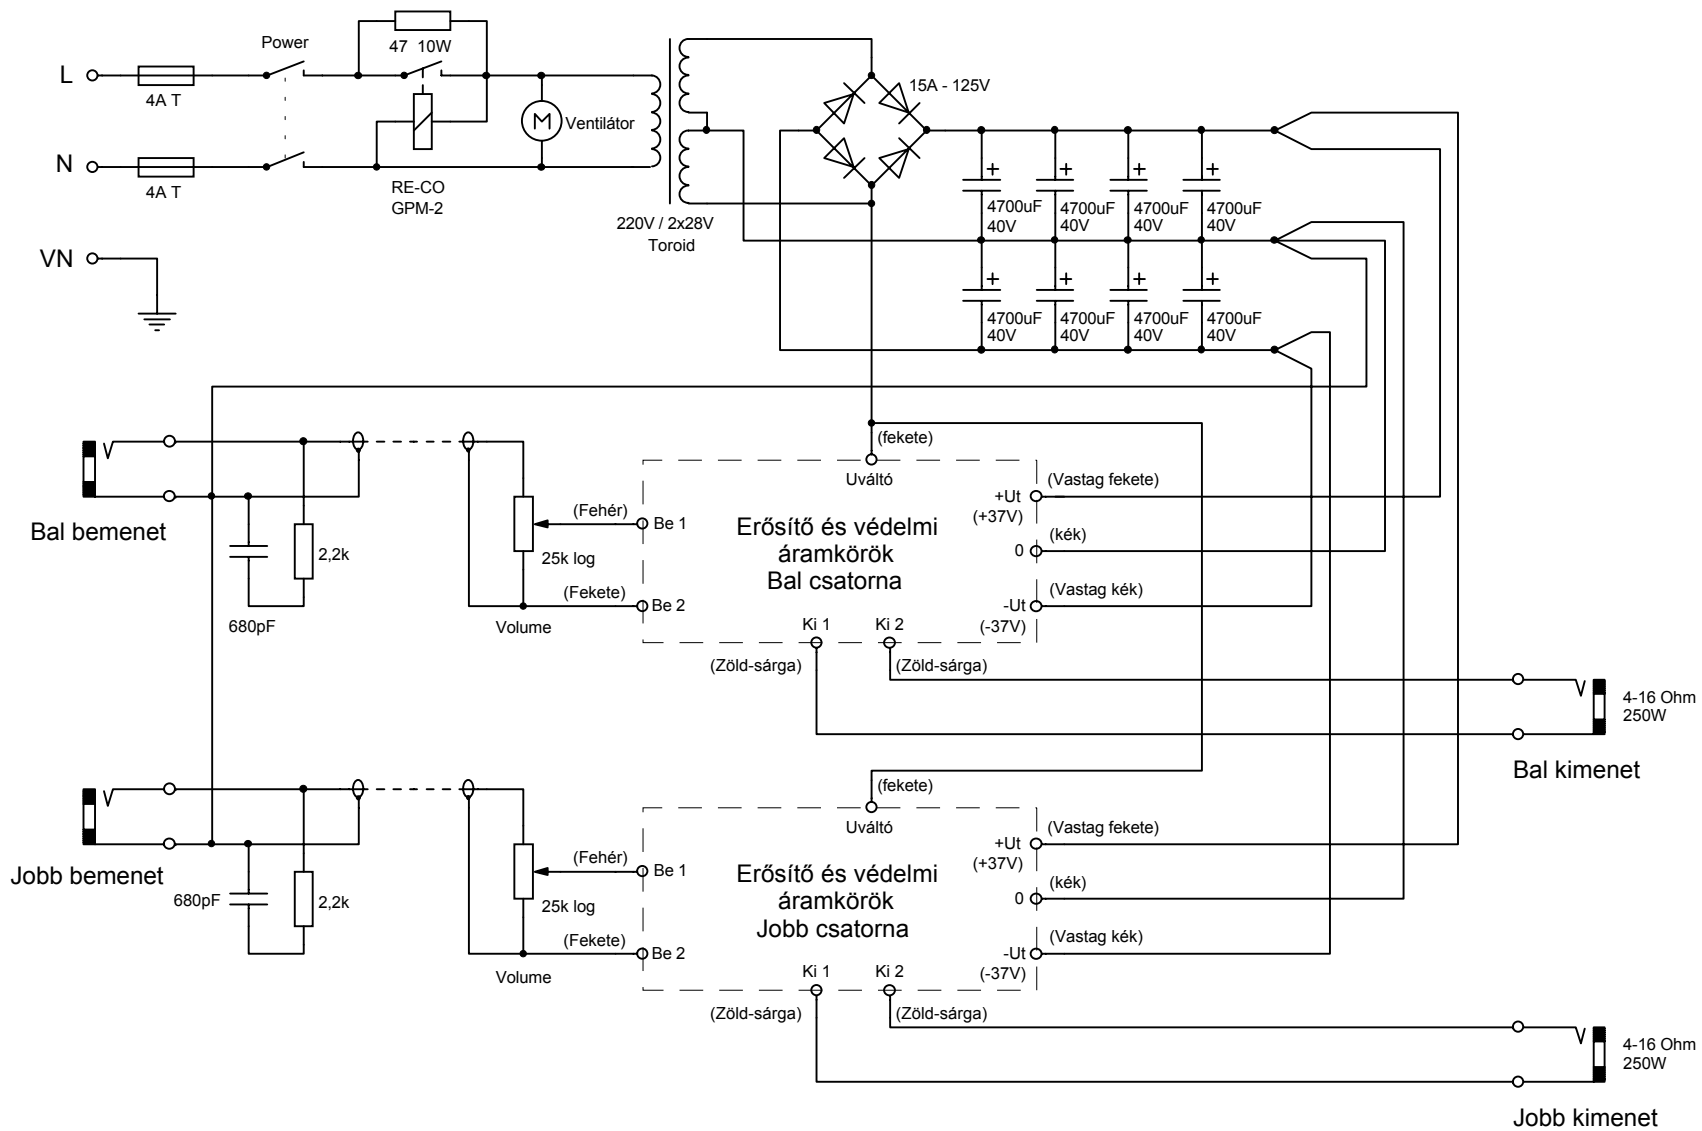 Power
47 10W
L
4A T
15A - 125V
M
Ventilátor
N
4A T
RE-CO
GPM-2
220V / 2x28V
Toroid
+ + + +
4700uF 4700uF 4700uF 4700uF
40V 40V 40V 40V
VN
+ + + +
4700uF 4700uF 4700uF 4700uF
40V 40V 40V 40V
(fekete)
Uváltó
Bal bemenet
680pF
2,2k
25k log
Volume
(Fehér)
Be 1
(Fekete)
Be 2
Erősítő és védelmi
áramkörök
Bal csatorna
+Ut
(+37V)
(Vastag fekete)
0
(kék)
-Ut
(-37V)
(Vastag kék)
Ki 1
Ki 2
(Zöld-sárga)
(Zöld-sárga)
4-16 Ohm
250W
Bal kimenet
(fekete)
Uváltó
Jobb bemenet
680pF
2,2k
25k log
Volume
(Fehér)
Be 1
(Fekete)
Be 2
Erősítő és védelmi
áramkörök
Jobb csatorna
+Ut
(+37V)
(Vastag fekete)
0
(kék)
-Ut
(-37V)
(Vastag kék)
Ki 1
Ki 2
(Zöld-sárga)
(Zöld-sárga)
4-16 Ohm
250W
Jobb kimenet